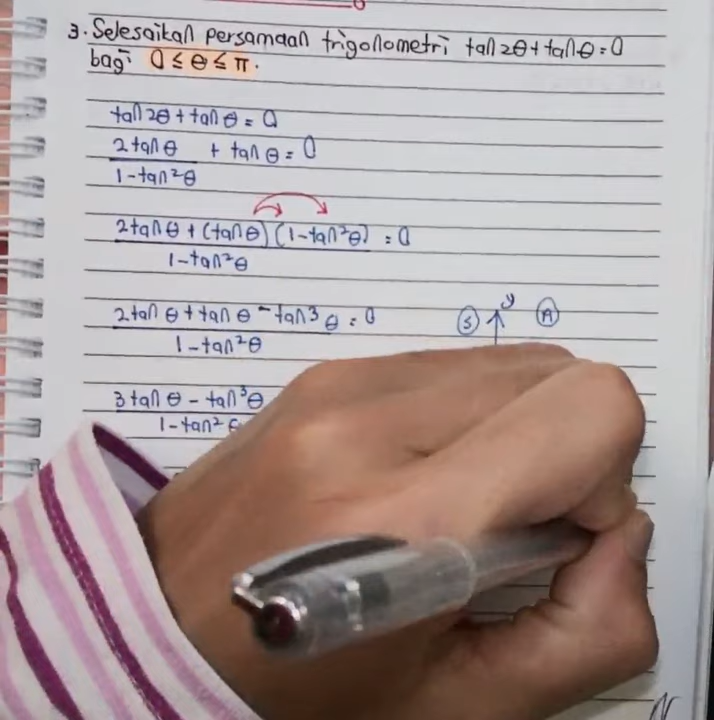 3. Selesaikan persamaan trigonometri tan 2θ + tan θ = 0
bagi 0 ≤ θ ≤ π.
tan 2θ + tan θ = 0
2 tan θ + tan θ = 0
1 - tan²θ
2 tan θ + (tan θ)(1 - tan²θ) = 0
1 - tan²θ
2 tan θ + tan θ - tan³ θ = 0
1 - tan²θ
S y A
3 tan θ - tan³θ
1 - tan²